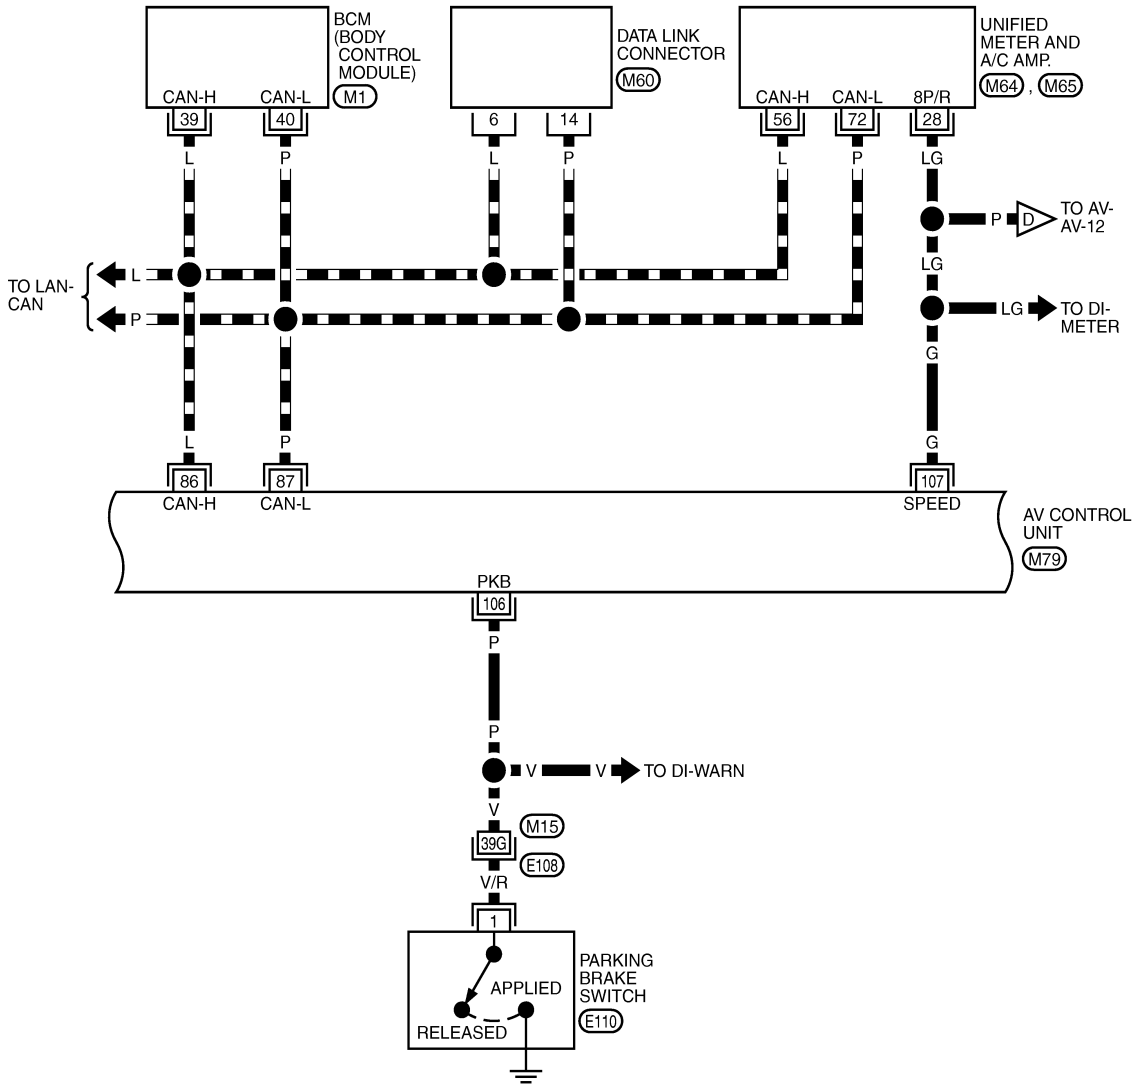 BCM
(BODY
CONTROL
MODULE)
M1
DATA LINK
CONNECTOR
M60
UNIFIED
METER AND
A/C AMP.
M64 , M65
CAN-H CAN-L
CAN-H CAN-L 8P/R
39 40 6 14 56 72 28
L P L P L P LG
P D TO AV-
AV-12
LG
TO LAN-
CAN
L
P
LG TO DI-
METER
G
L P G
86 87 107
CAN-H CAN-L SPEED
AV CONTROL
UNIT
M79
PKB
106
P
P
V V TO DI-WARN
V
M15
39G
E108
V/R
1
PARKING
BRAKE
SWITCH
E110
APPLIED
RELEASED